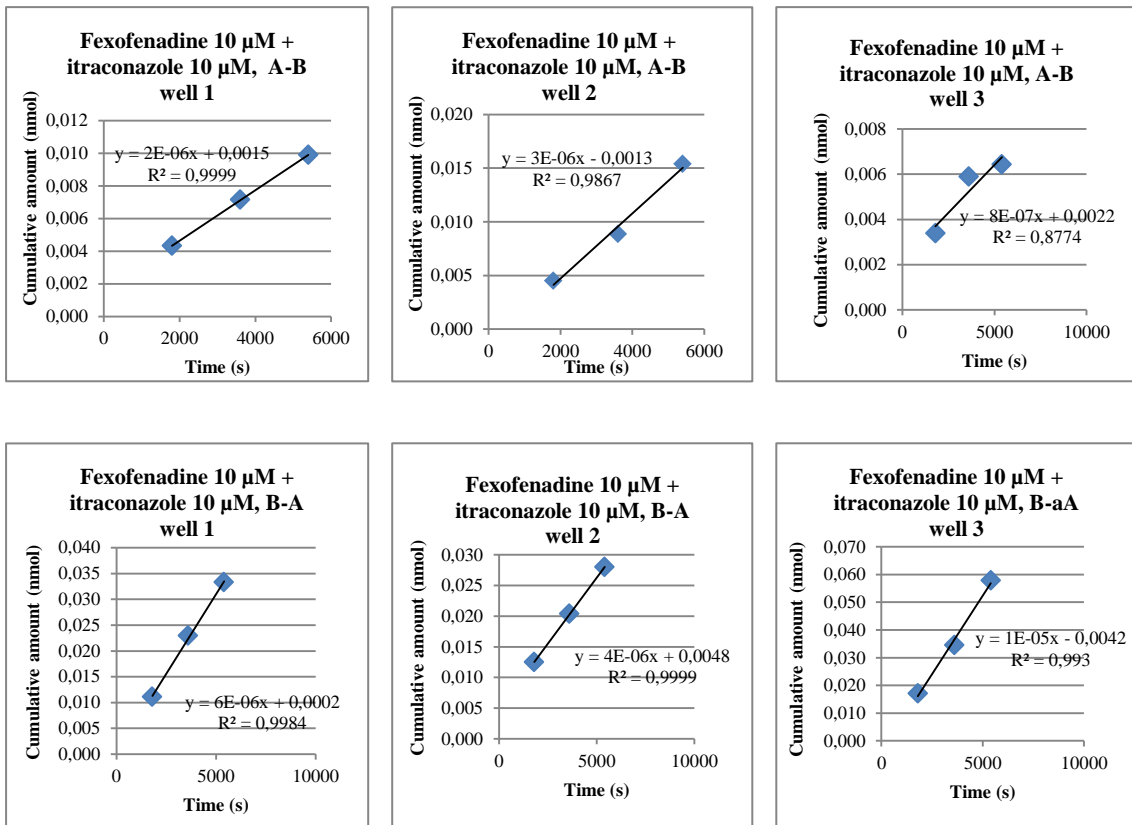 Fexofenadine 10 µM +
itraconazole 10 µM,  A-B
well 1
Cumulative amount (nmol)
0,012
0,010
0,008
0,006
0,004
0,002
0,000
y = 2E-06x + 0,0015
R² = 0,9999
0 2000 4000 6000
Time (s)
Fexofenadine 10 µM +
itraconazole 10 µM, A-B
well 2
Cumulative amount (nmol)
0,020
0,015
0,010
0,005
0,000
y = 3E-06x - 0,0013
R² = 0,9867
0 2000 4000 6000
Time (s)
Fexofenadine 10 µM +
itraconazole 10 µM, A-B
well 3
Cumulative amount (nmol)
0,008
0,006
0,004
0,002
0,000
y = 8E-07x + 0,0022
R² = 0,8774
0 5000 10000
Time (s)
Fexofenadine 10 µM +
itraconazole 10 µM, B-A
well 1
Cumulative amount (nmol)
0,040
0,035
0,030
0,025
0,020
0,015
0,010
0,005
0,000
y = 6E-06x + 0,0002
R² = 0,9984
0 5000 10000
Time (s)
Fexofenadine 10 µM +
itraconazole 10 µM, B-A
well 2
Cumulative amount (nmol)
0,030
0,025
0,020
0,015
0,010
0,005
0,000
y = 4E-06x + 0,0048
R² = 0,9999
0 5000 10000
Time (s)
Fexofenadine 10 µM +
itraconazole 10 µM, B-aA
well 3
Cumulative amount (nmol)
0,070
0,060
0,050
0,040
0,030
0,020
0,010
0,000
y = 1E-05x - 0,0042
R² = 0,993
0 5000 10000
Time (s)